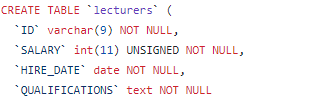 CREATE TABLE `lecturers` (
`ID` varchar(9) NOT NULL,
`SALARY` int(11) UNSIGNED NOT NULL,
`HIRE_DATE` date NOT NULL,
`QUALIFICATIONS` text NOT NULL